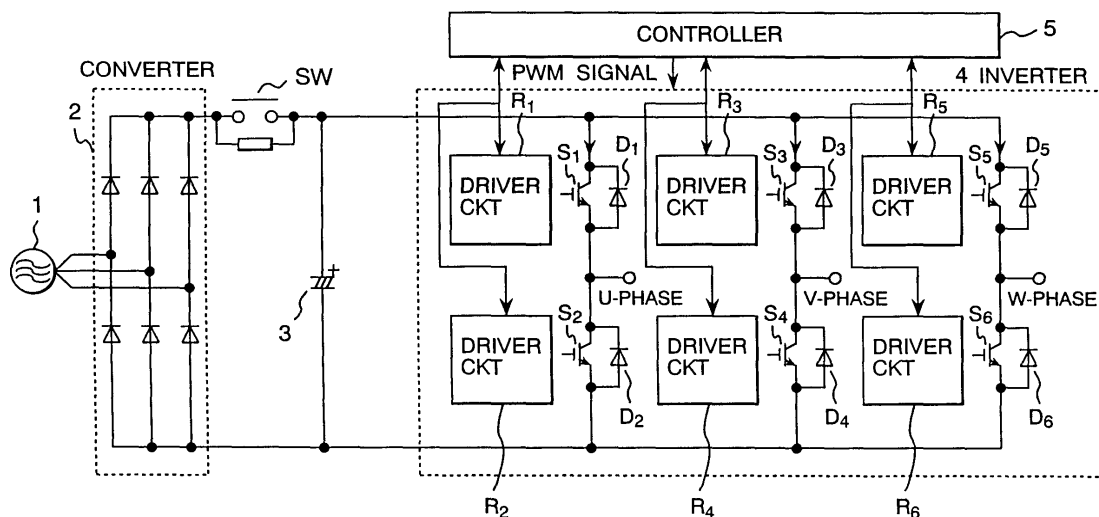 CONTROLLER
5
CONVERTER
SW
PWM SIGNAL
4 INVERTER
2
R1
R3
R5
S1
D1
S3
D3
S5
D5
DRIVER
CKT
DRIVER
CKT
DRIVER
CKT
1
3
U-PHASE
V-PHASE
W-PHASE
S2
S4
S6
DRIVER
CKT
DRIVER
CKT
DRIVER
CKT
D2
D4
D6
R2
R4
R6